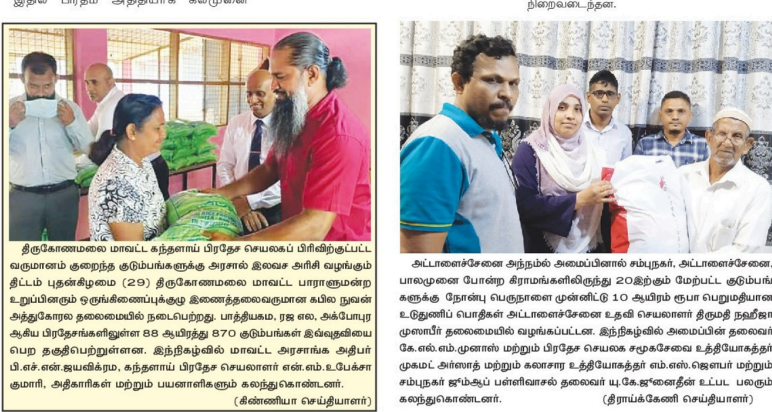 இதில் பிரதம அதிதியாக கல்முனை
நிறைவடைந்தன.
திருகோணமலை மாவட்ட கந்தளாய் பிரதேச செயலகப் பிரிவிற்குட்பட்ட
வருமானம் குறைந்த குடும்பங்களுக்கு அரசால் இலவச அரிசி வழங்கும்
திட்டம் புதன்கிழமை (29) திருகோணமலை மாவட்ட பாராளுமன்ற
உறுப்பினரும் ஒருங்கிணைப்புக்குழு இணைத்தலைவருமான கபில நுவன்
அத்துகோரல தலைமையில் நடைபெற்றது. பாத்தியகம, ரஜ எல, அக்போபுர
ஆகிய பிரதேசங்களிலுள்ள 88 ஆயிரத்து 870 குடும்பங்கள் இவ்வுதவியை
பெற தகுதிபெற்றுள்ளன. இந்நிகழ்வில் மாவட்ட அரசாங்க அதிபர்
பி.எச்.என்.ஜயவிக்ரம, கந்தளாய் பிரதேச செயலாளர் என்.எம்.உபேக்சா
குமாரி, அதிகாரிகள் மற்றும் பயனாளிகளும் கலந்துகொண்டனர்.
(கிண்ணியா செய்தியாளர்)
அட்டாளைச்சேனை அந்நம்ல் அமைப்பினால் சம்புநகர், அட்டாளைச்சேனை,
பாலமுனை போன்ற கிராமங்களிலிருந்து 20இற்கும் மேற்பட்ட குடும்பங்
களுக்கு நோன்பு பெருநாளை முன்னிட்டு 10 ஆயிரம் ரூபா பெறுமதியான
உடுதுணிப் பொதிகள் அட்டாளைச்சேனை உதவி செயலாளர் திருமதி நஹீஜா
முஸாபிர் தலைமையில் வழங்கப்பட்டன. இந்நிகழ்வில் அமைப்பின் தலைவர்
கே.எல்.எம்.முனாஸ் மற்றும் பிரதேச செயலக சமூகசேவை உத்தியோகத்தர்
முகமட் அர்ஸாத் மற்றும் கலாசார உத்தியோகத்தர் எம்.எஸ்.ஜெளபர் மற்றும்
சம்புநகர் ஜும்ஆப் பள்ளிவாசல் தலைவர் யு.கே.ஜுனைதீன் உட்பட பலரும்
கலந்துகொண்டனர். (திராய்க்கேணி செய்தியாளர்)